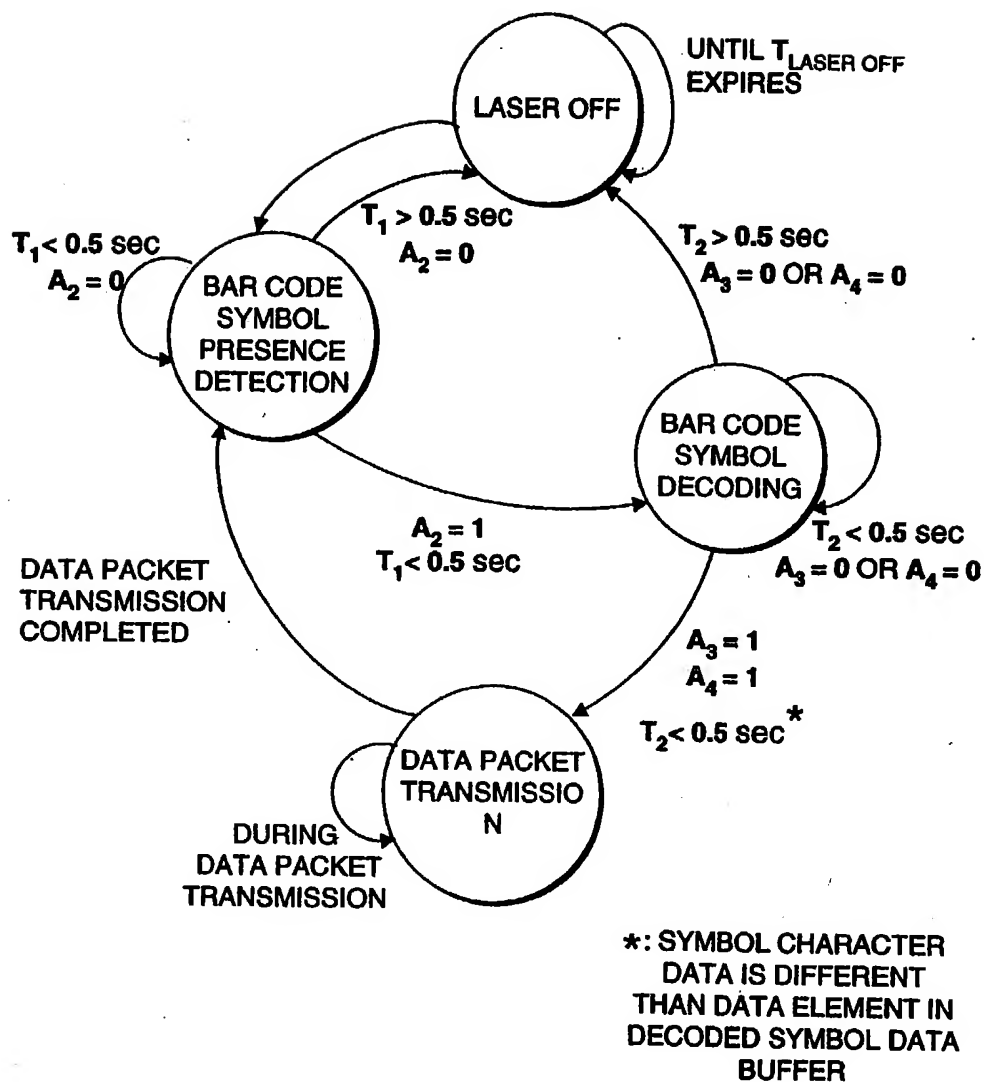 UNTIL T LASER OFF
EXPIRES
LASER OFF
T1 > 0.5 sec
A2 = 0
T2 > 0.5 sec
A3 = 0 OR A4 = 0
T1 < 0.5 sec
A2 = 0
BAR CODE
SYMBOL
PRESENCE
DETECTION
BAR CODE
SYMBOL
DECODING
A2 = 1
T1 < 0.5 sec
T2 < 0.5 sec
A3 = 0 OR A4 = 0
DATA PACKET
TRANSMISSION
COMPLETED
A3 = 1
A4 = 1
T2 < 0.5 sec*
DATA PACKET
TRANSMISSIO
N
DURING
DATA PACKET
TRANSMISSION
*: SYMBOL CHARACTER
DATA IS DIFFERENT
THAN DATA ELEMENT IN
DECODED SYMBOL DATA
BUFFER